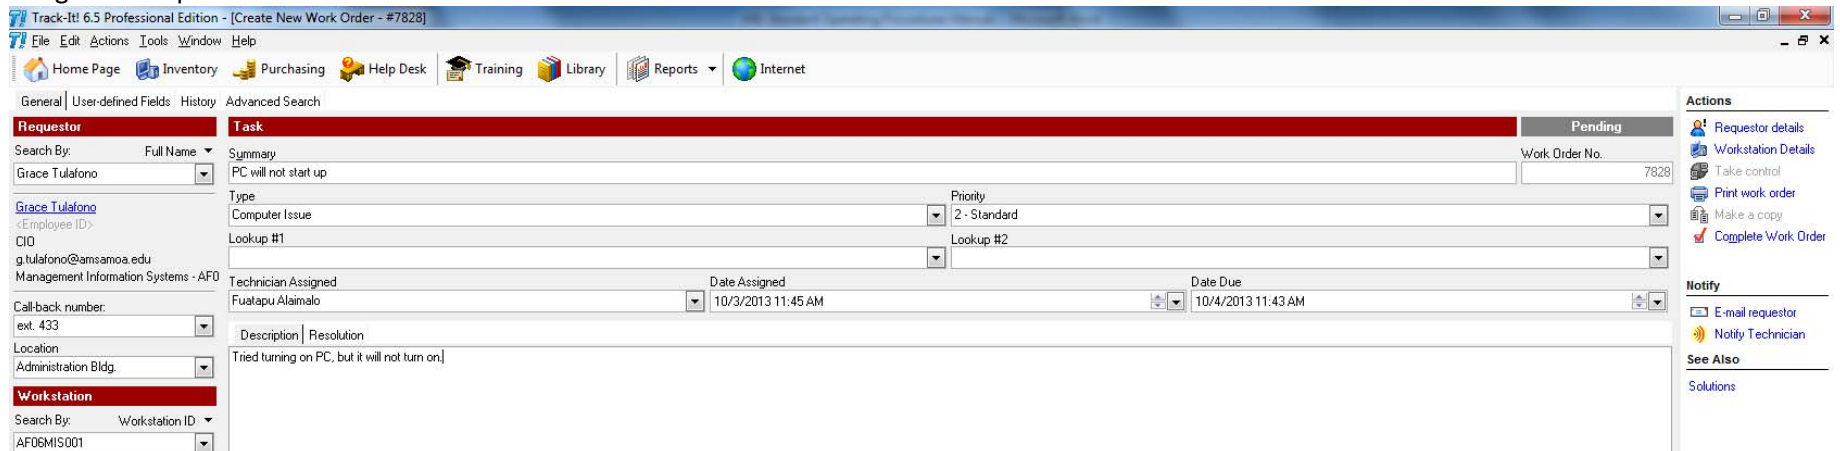 Track-It! 6.5 Professional Edition - [Create New Work Order - #7828]
File Edit Actions Tools Window Help
Home Page Inventory Purchasing Help Desk Training Library Reports Internet
General User-defined Fields History Advanced Search
Requestor
Search By: Full Name
Grace Tulafono
Grace Tulafono
<Employee ID>
CIO
g.tulafono@amsamoa.edu
Management Information Systems - AF0
Call-back number:
ext. 433
Location
Administration Bldg.
Workstation
Search By: Workstation ID
AF06MIS001
Task Pending
Summary Work Order No.
PC will not start up 7828
Type Priority
Computer Issue 2 - Standard
Lookup #1 Lookup #2
Technician Assigned Date Assigned Date Due
Fuatapu Alaimalo 10/3/2013 11:45 AM 10/4/2013 11:43 AM
Description Resolution
Tried turning on PC, but it will not turn on.
Actions
Requestor details
Workstation Details
Take control
Print work order
Make a copy
Complete Work Order
Notify
E-mail requestor
Notify Technician
See Also
Solutions